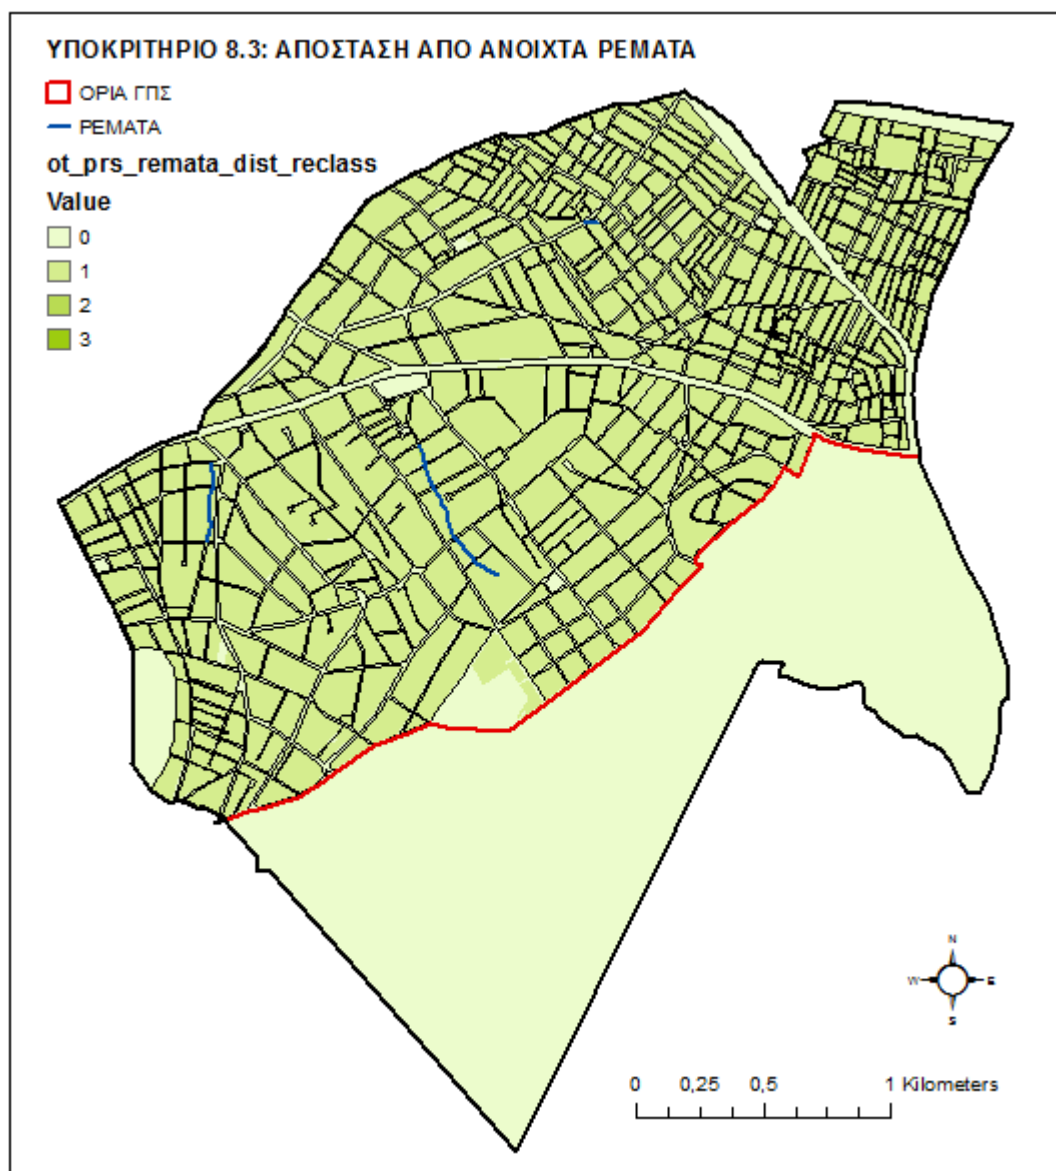 ΥΠΟΚΡΙΤΗΡΙΟ 8.3: ΑΠΟΣΤΑΣΗ ΑΠΟ ΑΝΟΙΧΤΑ ΡΕΜΑΤΑ
ΟΡΙΑ ΓΠΣ
ΡΕΜΑΤΑ
ot_prs_remata_dist_reclass
Value
0
1
2
3
N
W E
S
0 0,25 0,5 1 Kilometers